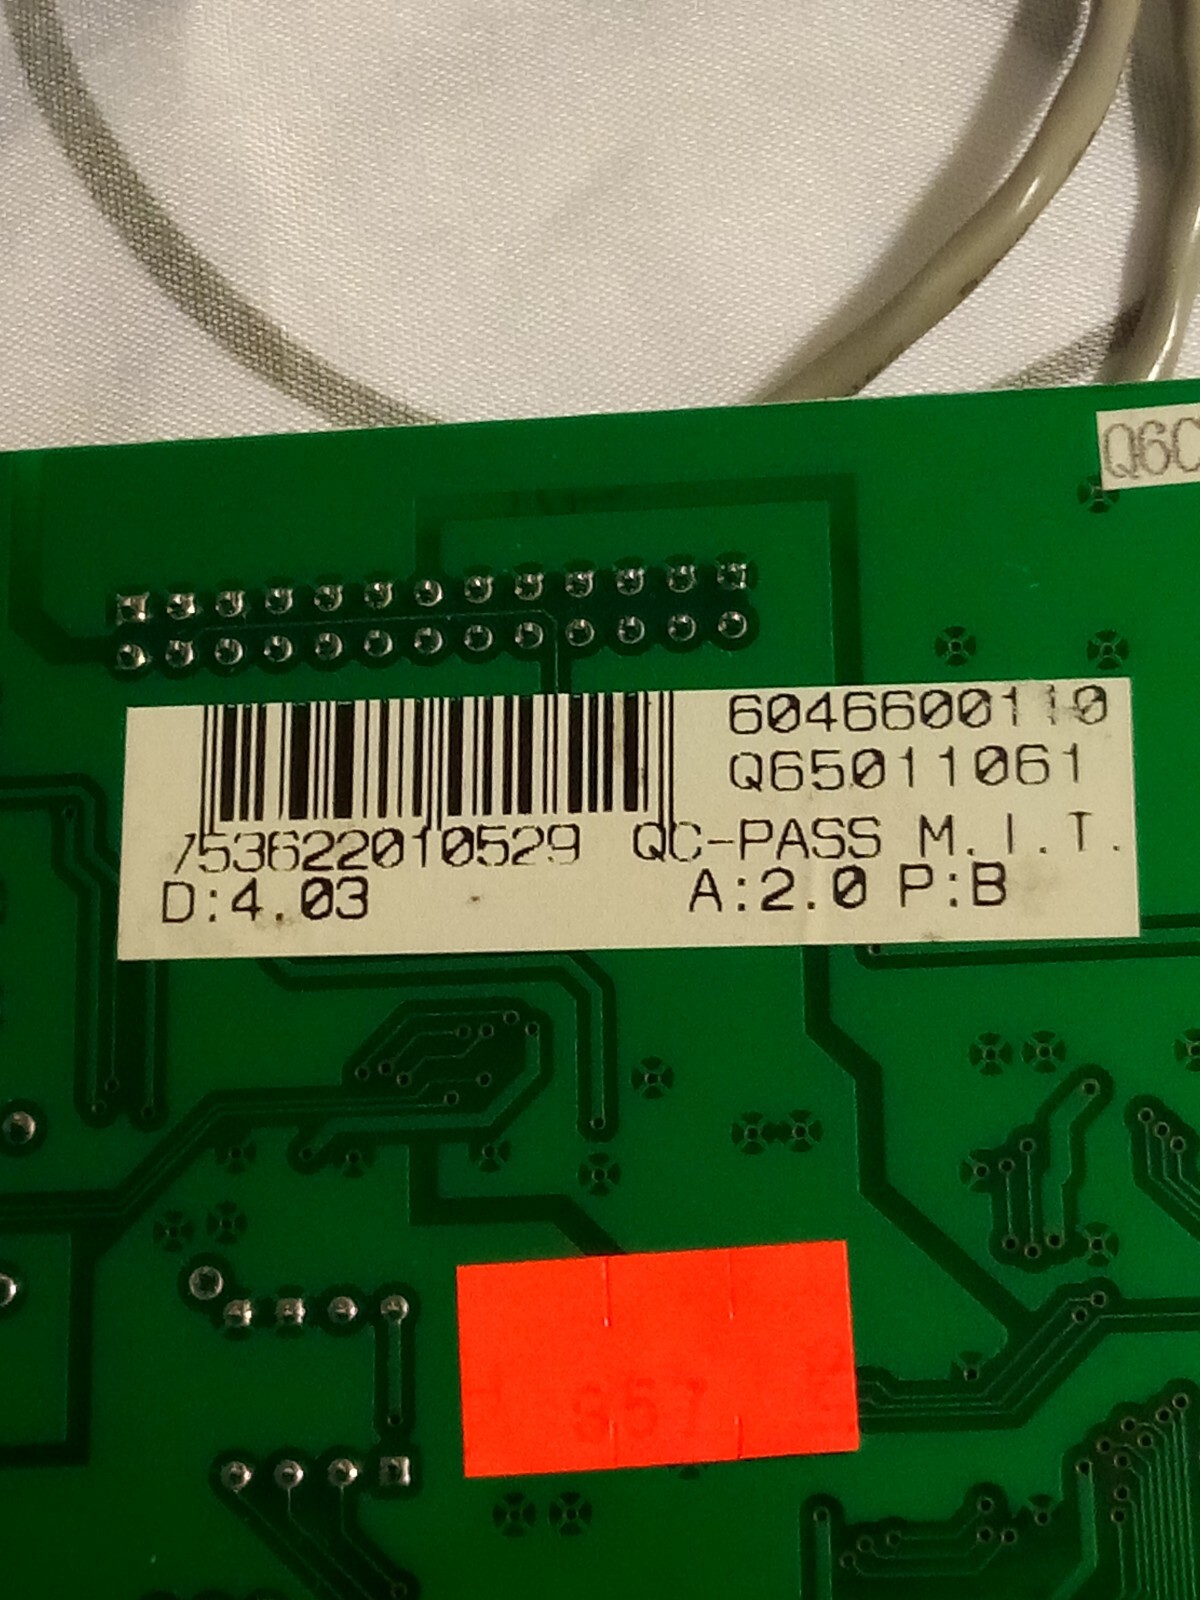 Q6C
6046600110
Q65011061
753622010529 QC-PASS M.I.T.
D:4.03 A:2.0 P:B